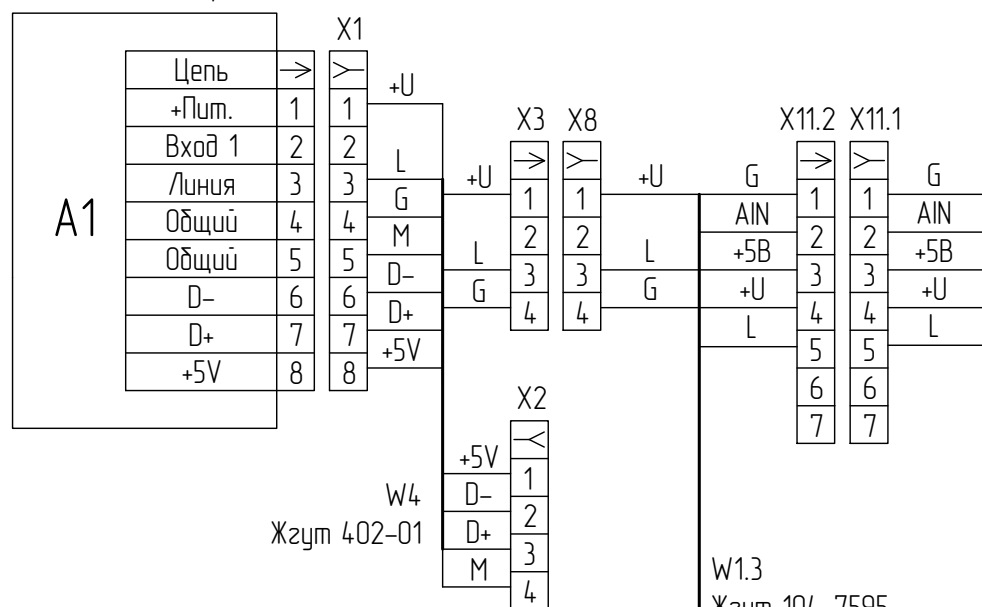 X1
Цепь
+Пит. 1 1 +U
Вход 1 2 2
Линия 3 3 L
Общий 4 4 G
Общий 5 5 M
D- 6 6 D-
D+ 7 7 D+
+5V 8 8 +5V
A1
X3 X8
+U 1 1 +U
2 2
L 3 3 L
G 4 4 G
X11.2 X11.1
G 1 1 G
AIN 2 2 AIN
+5В 3 3 +5В
+U 4 4 +U
L 5 5 L
6 6
7 7
X2
+5V 1
D- 2
D+ 3
M 4
W4
Жгут 402-01
W1.3
Жгут 104-7595